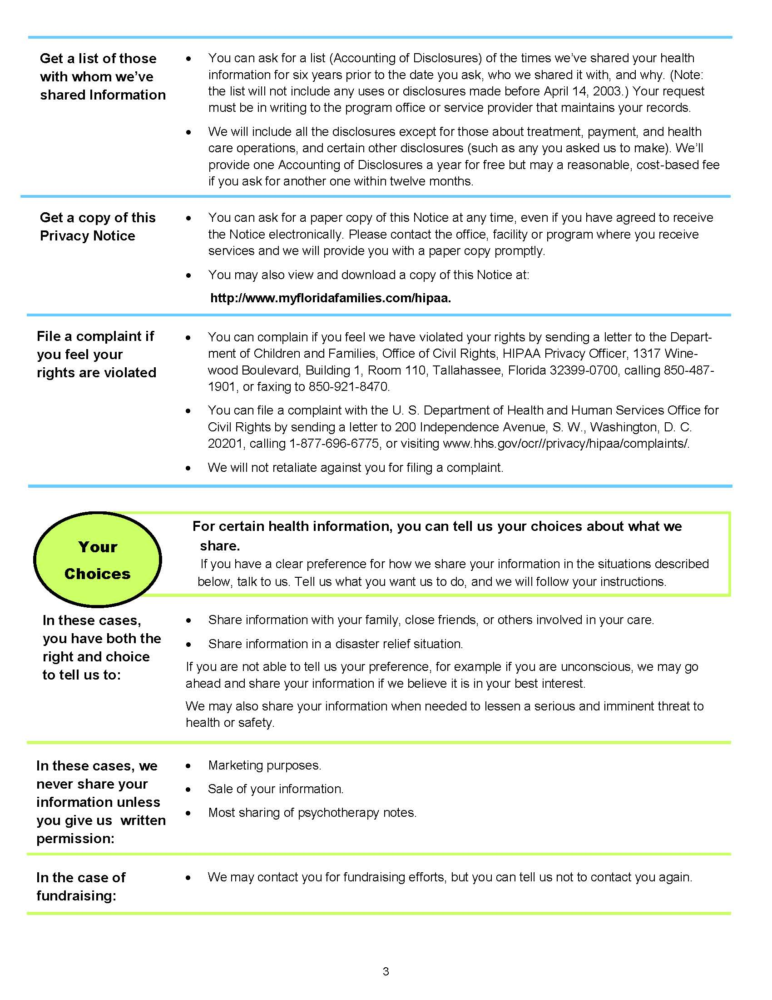 Get a list of those
with whom we’ve
shared Information
• You can ask for a list (Accounting of Disclosures) of the times we’ve shared your health
information for six years prior to the date you ask, who we shared it with, and why. (Note:
the list will not include any uses or disclosures made before April 14, 2003.) Your request
must be in writing to the program office or service provider that maintains your records.
• We will include all the disclosures except for those about treatment, payment, and health
care operations, and certain other disclosures (such as any you asked us to make). We’ll
provide one Accounting of Disclosures a year for free but may a reasonable, cost-based fee
if you ask for another one within twelve months.
Get a copy of this
Privacy Notice
• You can ask for a paper copy of this Notice at any time, even if you have agreed to receive
the Notice electronically. Please contact the office, facility or program where you receive
services and we will provide you with a paper copy promptly.
• You may also view and download a copy of this Notice at:
http://www.myfloridafamilies.com/hipaa.
File a complaint if
you feel your
rights are violated
• You can complain if you feel we have violated your rights by sending a letter to the Depart-
ment of Children and Families, Office of Civil Rights, HIPAA Privacy Officer, 1317 Wine-
wood Boulevard, Building 1, Room 110, Tallahassee, Florida 32399-0700, calling 850-487-
1901, or faxing to 850-921-8470.
• You can file a complaint with the U. S. Department of Health and Human Services Office for
Civil Rights by sending a letter to 200 Independence Avenue, S. W., Washington, D. C.
20201, calling 1-877-696-6775, or visiting www.hhs.gov/ocr//privacy/hipaa/complaints/.
• We will not retaliate against you for filing a complaint.
Your
Choices
For certain health information, you can tell us your choices about what we
share.
If you have a clear preference for how we share your information in the situations described
below, talk to us. Tell us what you want us to do, and we will follow your instructions.
In these cases,
you have both the
right and choice
to tell us to:
• Share information with your family, close friends, or others involved in your care.
• Share information in a disaster relief situation.
If you are not able to tell us your preference, for example if you are unconscious, we may go
ahead and share your information if we believe it is in your best interest.
We may also share your information when needed to lessen a serious and imminent threat to
health or safety.
In these cases, we
never share your
information unless
you give us  written
permission:
• Marketing purposes.
• Sale of your information.
• Most sharing of psychotherapy notes.
In the case of
fundraising:
• We may contact you for fundraising efforts, but you can tell us not to contact you again.
3